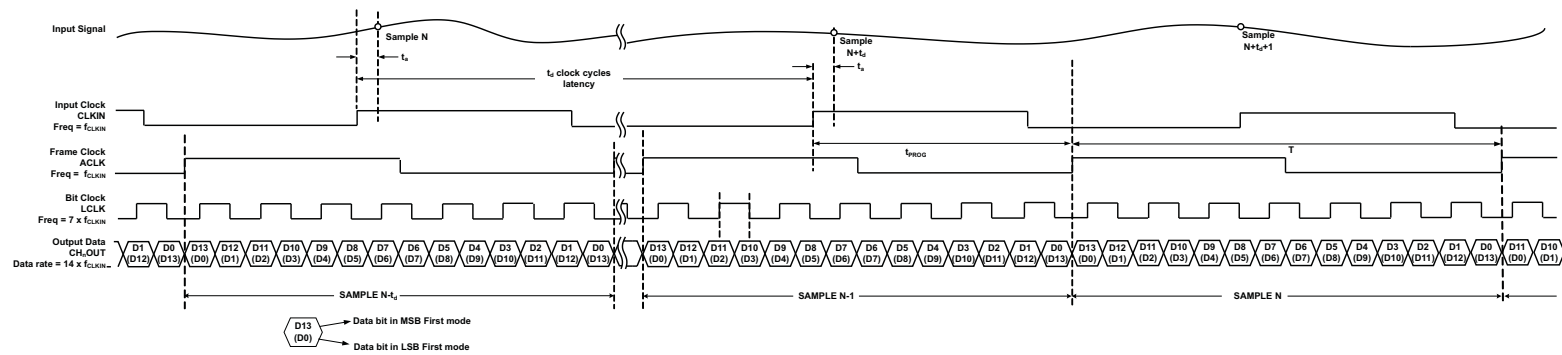 Input Signal
Sample N
Sample
N+td
Sample
N+td+1
ta
ta
td clock cycles
latency
Input Clock
CLKIN
Freq = fCLKIN
tPROG
T
Frame Clock
ACLK
Freq = fCLKIN
Bit Clock
LCLK
Freq = 7 x fCLKIN
Output Data
CHnOUT
Data rate = 14 x fCLKIN
D1 D0 D13 D12 D11 D10 D9 D8 D7 D6 D5 D4 D3 D2 D1 D0 D13 D12 D11 D10 D9 D8 D7 D6 D5 D4 D3 D2 D1 D0 D13 D12 D11 D10 D9 D8 D7 D6 D5 D4 D3 D2 D1 D0 D11 D10
(D12) (D13) (D0) (D1) (D2) (D3) (D4) (D5) (D6) (D7) (D8) (D9) (D10) (D11) (D12) (D13) (D0) (D1) (D2) (D3) (D4) (D5) (D6) (D7) (D8) (D9) (D10) (D11) (D12) (D13) (D0) (D1) (D2) (D3) (D4) (D5) (D6) (D7) (D8) (D9) (D10) (D11) (D12) (D13) (D0) (D1)
SAMPLE N-td
SAMPLE N-1
SAMPLE N
D13
(D0)
Data bit in MSB First mode
Data bit in LSB First mode